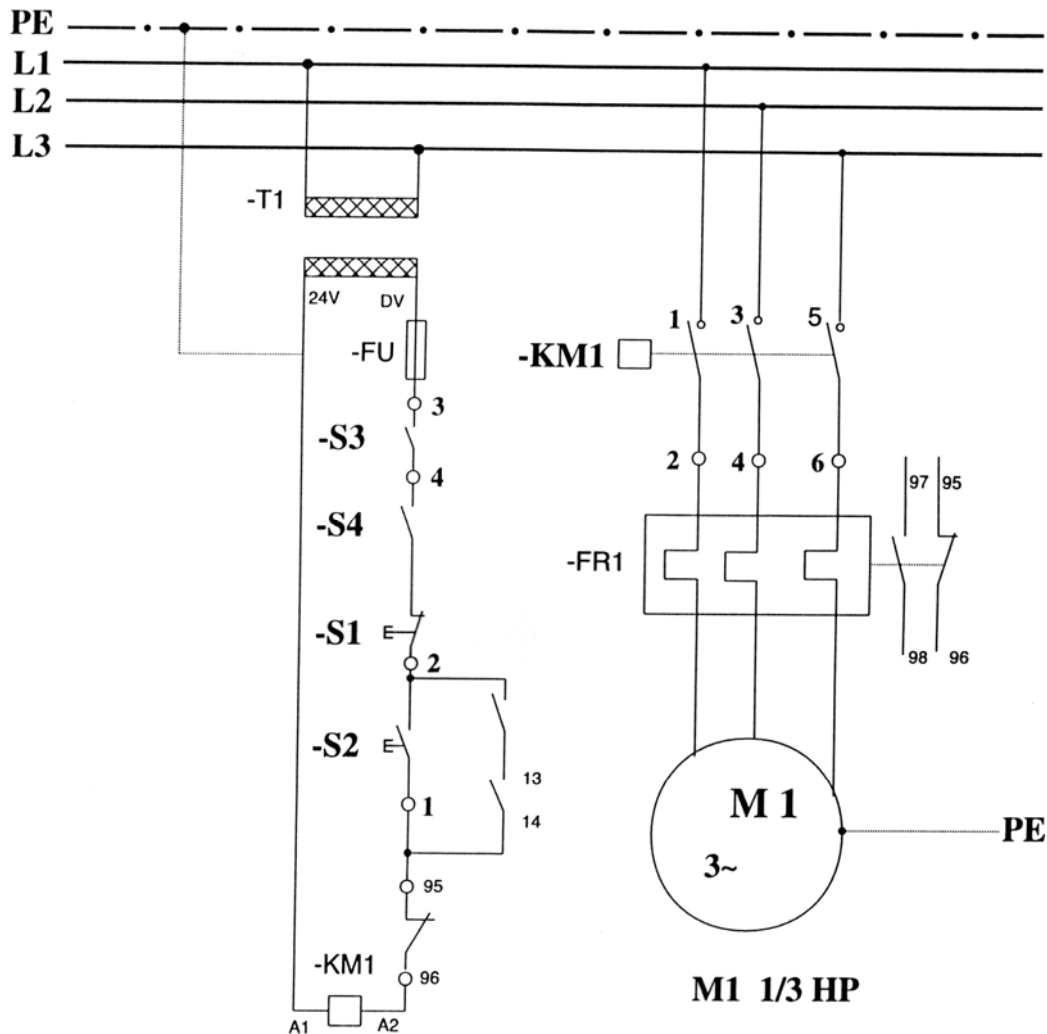 PE
L1
L2
L3
-T1
24V DV
-FU
3
-S3
4
-S4
-S1
2
-S2
13
1
14
95
-KM1
96
A1 A2
1 3 5
-KM1
2 4 6
97 95
-FR1
98 96
M 1
3~
PE
M1 1/3 HP